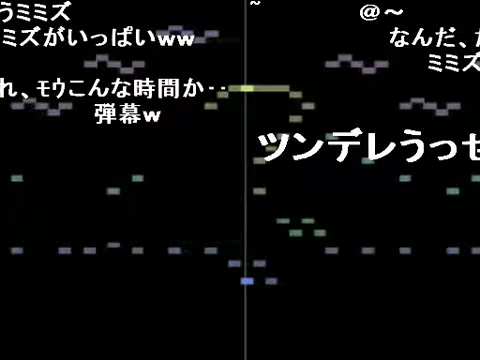 うミミズ
ミミズがいっぱいww
れ、ﾓｳこんな時間か‥
弾幕w
~
@～
なんだ、
ミミズ
ツンデレうっせ